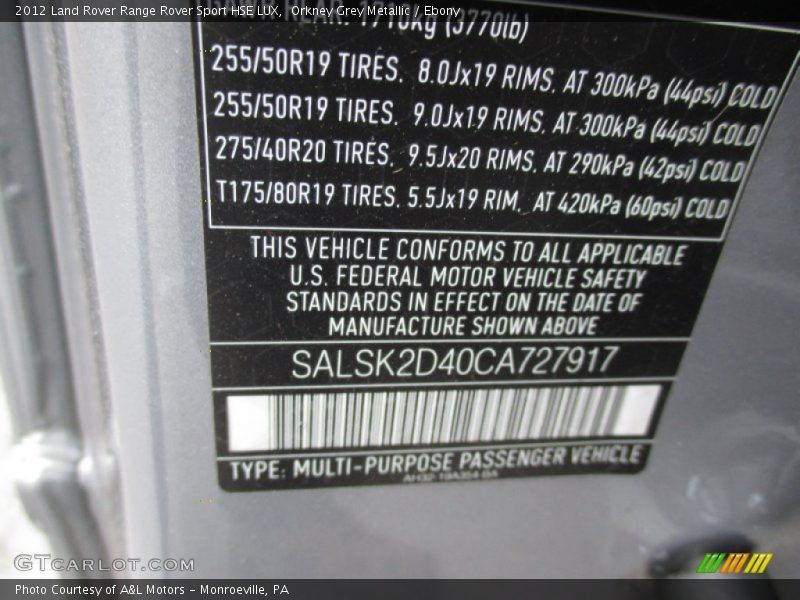 2012 Land Rover Range Rover Sport HSE LUX, Orkney Grey Metallic / Ebony
(3770lb)
255/50R19 TIRES. 8.0Jx19 RIMS. AT 300kPa (44psi) COLD
255/50R19 TIRES. 9.0Jx19 RIMS. AT 300kPa (44psi) COLD
275/40R20 TIRES. 9.5Jx20 RIMS. AT 290kPa (42psi) COLD
T175/80R19 TIRES. 5.5Jx19 RIM. AT 420kPa (60psi) COLD
THIS VEHICLE CONFORMS TO ALL APPLICABLE
U.S. FEDERAL MOTOR VEHICLE SAFETY
STANDARDS IN EFFECT ON THE DATE OF
MANUFACTURE SHOWN ABOVE
SALSK2D40CA727917
TYPE: MULTI-PURPOSE PASSENGER VEHICLE
GTCARLOT.COM
Photo Courtesy of A&L Motors - Monroeville, PA